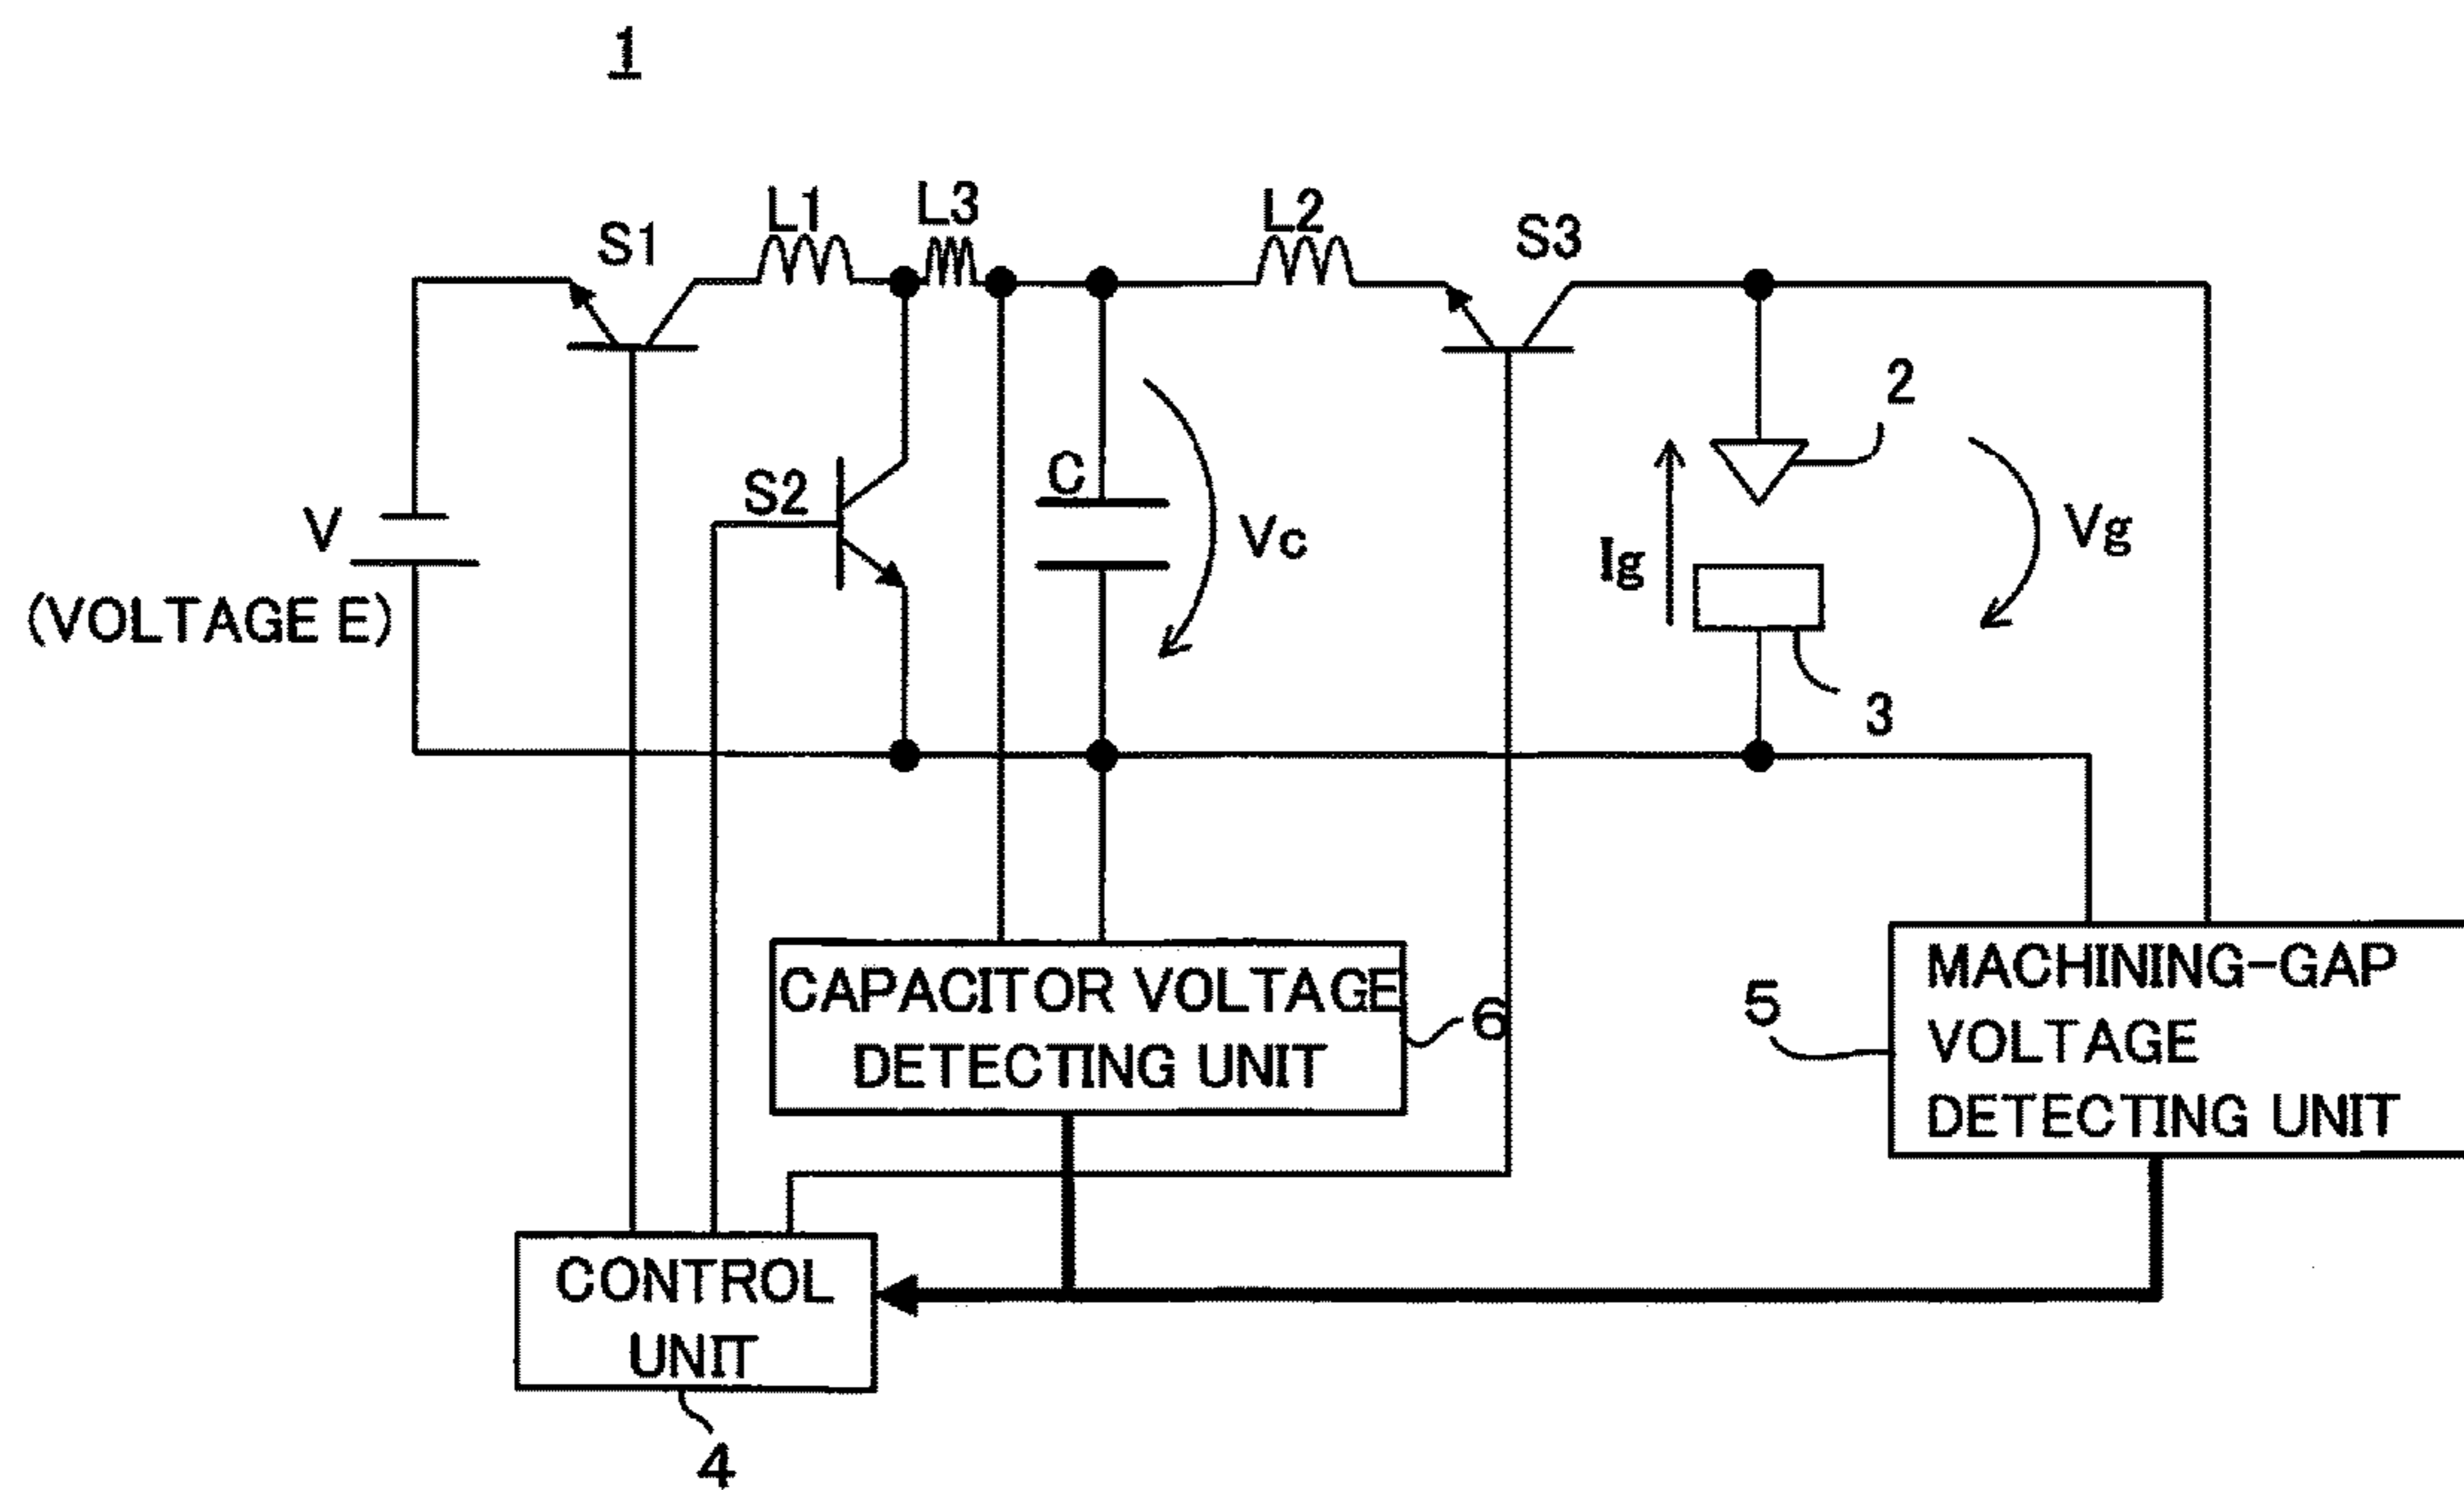 1
L1
L3
L2
S1
S3
2
C
S2
Vc
Vg
V
Ig
(VOLTAGE E)
3
CAPACITOR VOLTAGE
DETECTING UNIT
6
5
MACHINING-GAP
VOLTAGE
DETECTING UNIT
CONTROL
UNIT
4